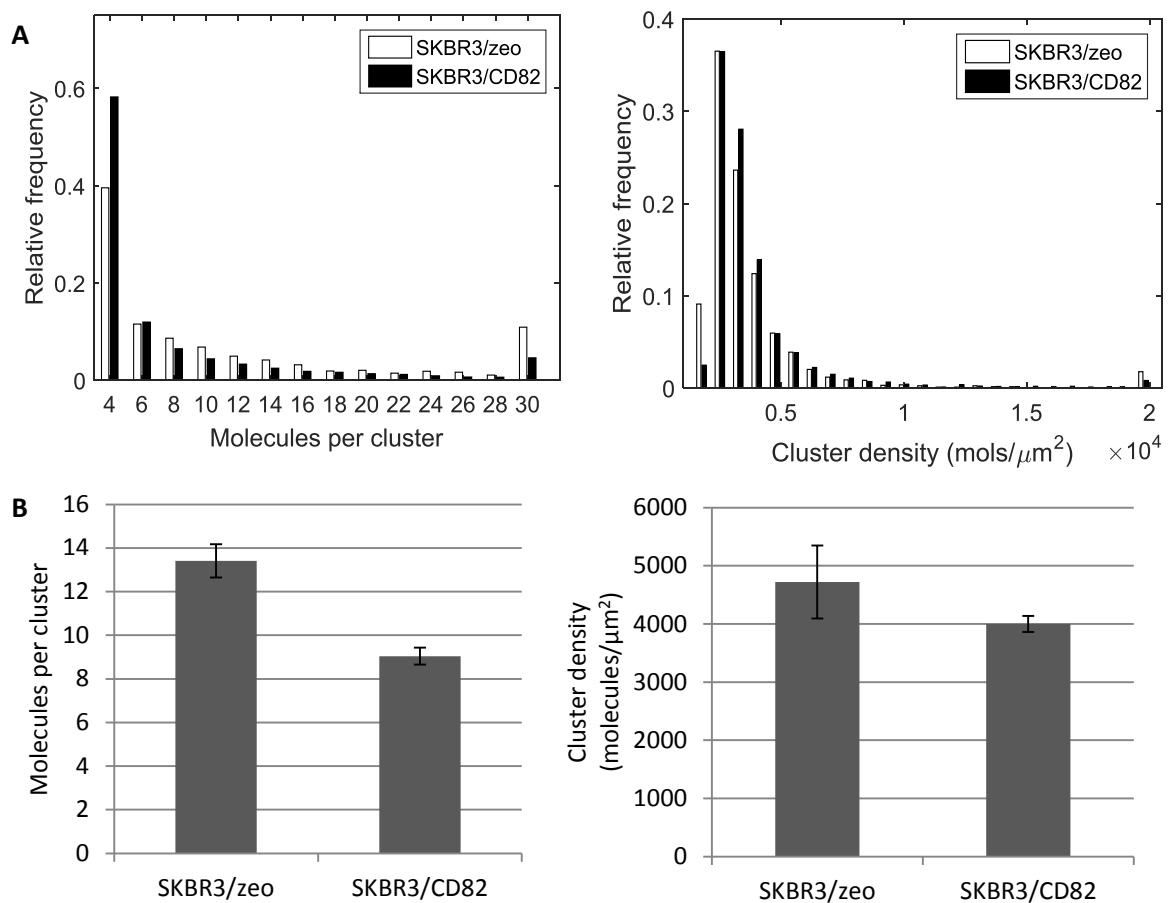 A
SKBR3/zeo
SKBR3/CD82
Relative frequency
0.6
0.4
0.2
0
4 6 8 10 12 14 16 18 20 22 24 26 28 30
Molecules per cluster
SKBR3/zeo
SKBR3/CD82
Relative frequency
0.4
0.3
0.2
0.1
0
0.5 1 1.5 2
Cluster density (mols/μm²) ×10⁴
B
Molecules per cluster
16
14
12
10
8
6
4
2
0
SKBR3/zeo SKBR3/CD82
Cluster density
(molecules/μm²)
6000
5000
4000
3000
2000
1000
0
SKBR3/zeo SKBR3/CD82